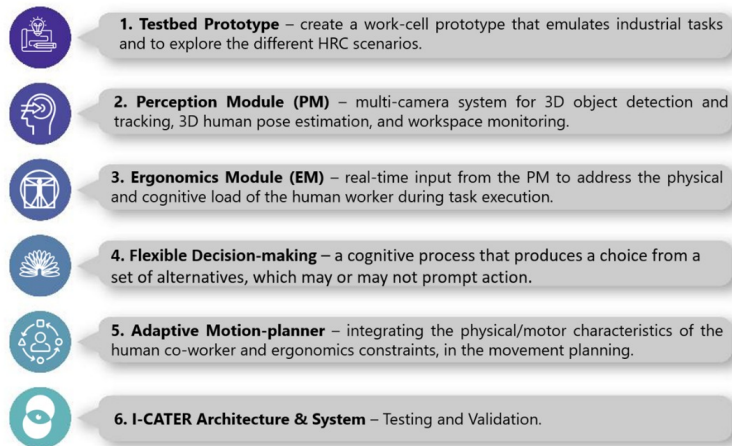 1. Testbed Prototype – create a work-cell prototype that emulates industrial tasks
and to explore the different HRC scenarios.
2. Perception Module (PM) – multi-camera system for 3D object detection and
tracking, 3D human pose estimation, and workspace monitoring.
3. Ergonomics Module (EM) – real-time input from the PM to address the physical
and cognitive load of the human worker during task execution.
4. Flexible Decision-making – a cognitive process that produces a choice from a
set of alternatives, which may or may not prompt action.
5. Adaptive Motion-planner – integrating the physical/motor characteristics of the
human co-worker and ergonomics constraints, in the movement planning.
6. I-CATER Architecture & System – Testing and Validation.